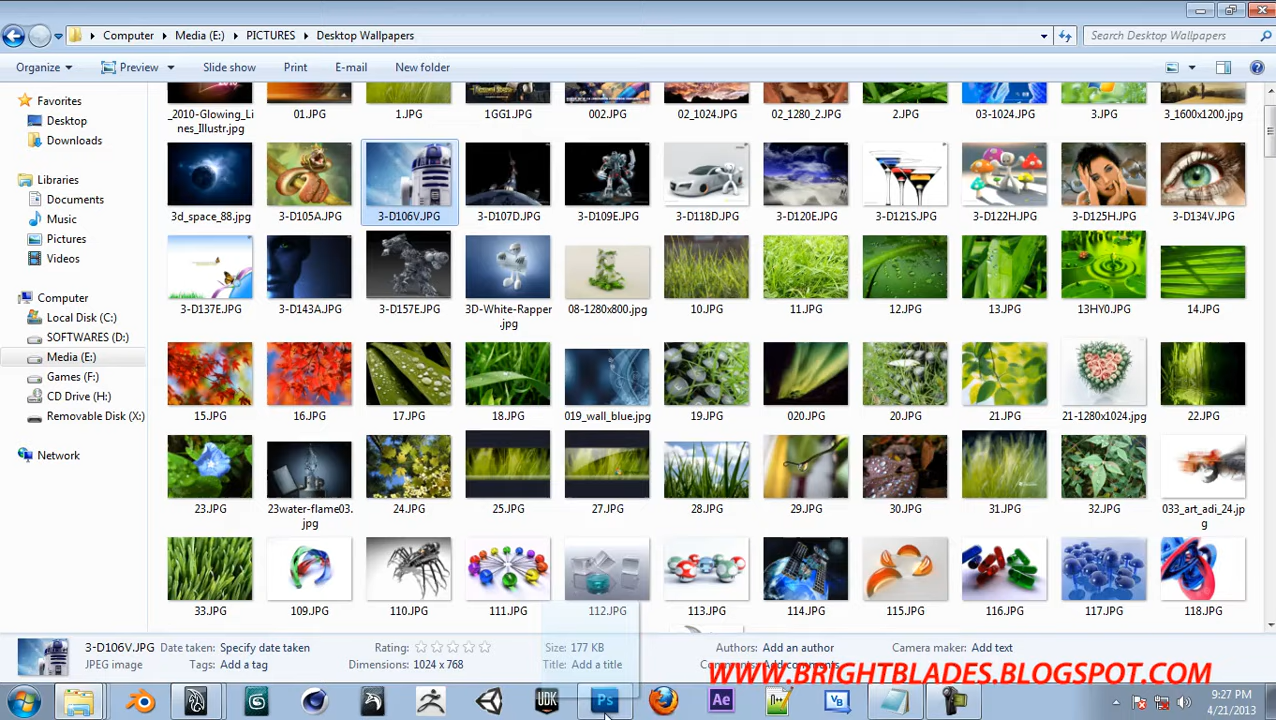 Computer Media (E:) PICTURES Desktop Wallpapers Search Desktop Wallpapers
Organize Preview Slide show Print E-mail New folder
Favorites
Desktop
Downloads
Libraries
Documents
Music
Pictures
Videos
Computer
Local Disk (C:)
SOFTWARES (D:)
Media (E:)
Games (F:)
CD Drive (H:)
Removable Disk (X:)
Network
_2010-Glowing_Li 01.JPG 1.JPG 1GG1.JPG 002.JPG 02_1024.JPG 02_1280_2.JPG 2.JPG 03-1024.JPG 3.JPG 3_1600x1200.jpg
nes_Illustr.jpg
3d_space_88.jpg 3-D105A.JPG 3-D106V.JPG 3-D107D.JPG 3-D109E.JPG 3-D118D.JPG 3-D120E.JPG 3-D121S.JPG 3-D122H.JPG 3-D125H.JPG 3-D134V.JPG
3-D137E.JPG 3-D143A.JPG 3-D157E.JPG 3D-White-Rapper 08-1280x800.jpg 10.JPG 11.JPG 12.JPG 13.JPG 13HY0.JPG 14.JPG
.jpg
15.JPG 16.JPG 17.JPG 18.JPG 019_wall_blue.jpg 19.JPG 020.JPG 20.JPG 21.JPG 21-1280x1024.jpg 22.JPG
23.JPG 23water-flame03. 24.JPG 25.JPG 27.JPG 28.JPG 29.JPG 30.JPG 31.JPG 32.JPG 033_art_adi_24.jp
jpg g
33.JPG 109.JPG 110.JPG 111.JPG 112.JPG 113.JPG 114.JPG 115.JPG 116.JPG 117.JPG 118.JPG
3-D106V.JPG Date taken: Specify date taken Rating: Size: 177 KB Authors: Add an author Camera maker: Add text
JPEG image Tags: Add a tag Dimensions: 1024 x 768 Title: Add a title Comments: Add comments
WWW.BRIGHTBLADES.BLOGSPOT.COM
UDK Ps Ae 9:27 PM
4/21/2013